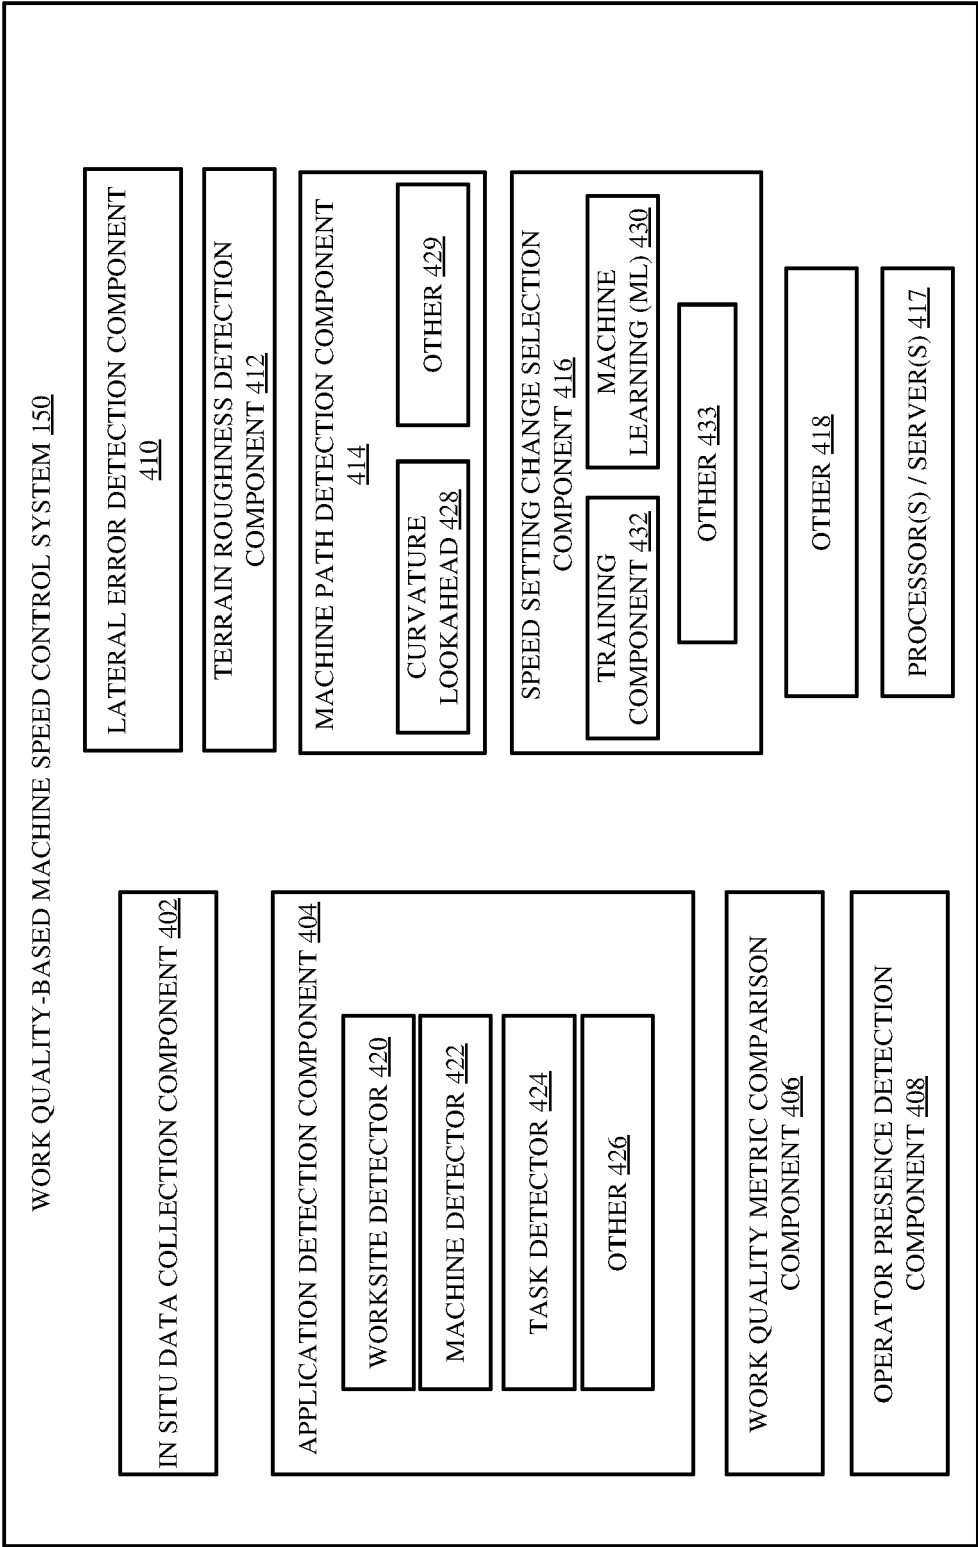 WORK QUALITY-BASED MACHINE SPEED CONTROL SYSTEM 150
IN SITU DATA COLLECTION COMPONENT 402
APPLICATION DETECTION COMPONENT 404
WORKSITE DETECTOR 420
MACHINE DETECTOR 422
TASK DETECTOR 424
OTHER 426
WORK QUALITY METRIC COMPARISON
COMPONENT 406
OPERATOR PRESENCE DETECTION
COMPONENT 408
LATERAL ERROR DETECTION COMPONENT
410
TERRAIN ROUGHNESS DETECTION
COMPONENT 412
MACHINE PATH DETECTION COMPONENT
414
CURVATURE
LOOKAHEAD 428
OTHER 429
SPEED SETTING CHANGE SELECTION
COMPONENT 416
TRAINING
COMPONENT 432
MACHINE
LEARNING (ML) 430
OTHER 433
OTHER 418
PROCESSOR(S) / SERVER(S) 417